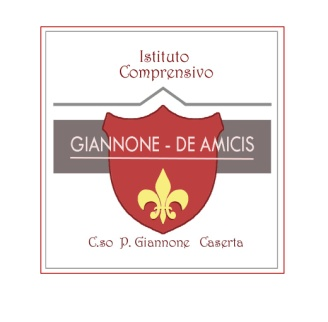 Istituto
Comprensivo
GIANNONE - DE AMICIS
C.so P. Giannone Caserta